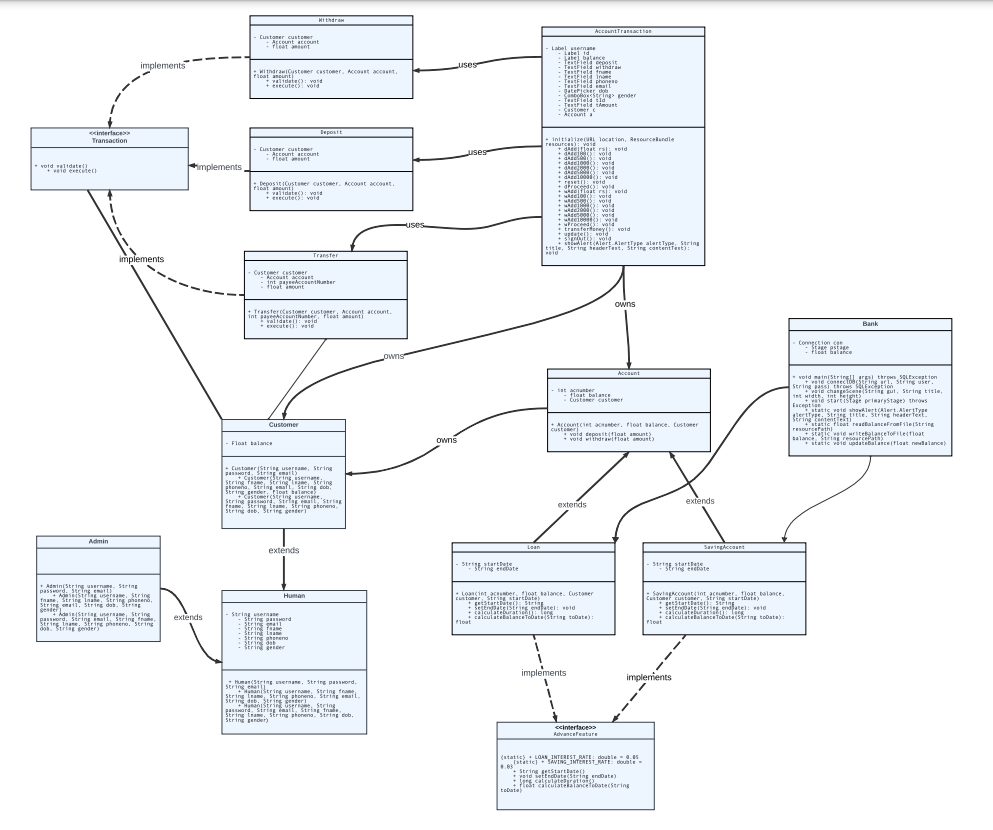 Withdraw
- Customer customer
- Account account
- float amount
+ Withdraw(Customer customer, Account account,
float amount)
+ validate(): void
+ execute(): void
AccountTransaction
- Label username
- Label id
- Label balance
- TextField deposit
- TextField withdraw
- TextField fname
- TextField lname
- TextField phoneno
- TextField email
- DatePicker dob
- ComboBox<String> gender
- TextField tId
- TextField tAmount
- Customer c
- Account a
+ initialize(URL location, ResourceBundle
resources): void
+ dAdd(float rs): void
+ dAdd100(): void
+ dAdd500(): void
+ dAdd1000(): void
+ dAdd2000(): void
+ dAdd5000(): void
+ dAdd10000(): void
+ reset(): void
+ dProceed(): void
+ wAdd(float rs): void
+ wAdd100(): void
+ wAdd500(): void
+ wAdd1000(): void
+ wAdd2000(): void
+ wAdd5000(): void
+ wAdd10000(): void
+ wProceed(): void
+ transferMoney(): void
+ update(): void
+ signOut(): void
+ showAlert(Alert.AlertType alertType, String
title, String headerText, String contentText):
void
implements
uses
<<interface>>
Transaction
+ void validate()
+ void execute()
Deposit
- Customer customer
- Account account
- float amount
+ Deposit(Customer customer, Account account,
float amount)
+ validate(): void
+ execute(): void
implements
uses
uses
Transfer
- Customer customer
- Account account
- int payeeAccountNumber
- float amount
+ Transfer(Customer customer, Account account,
int payeeAccountNumber, float amount)
+ validate(): void
+ execute(): void
implements
owns
owns
Bank
- Connection con
- Stage pstage
- float balance
+ void main(String[] args) throws SQLException
+ void connectDB(String url, String user,
String pass) throws SQLException
+ void changeScene(String gui, String title,
int width, int height)
+ void start(Stage primaryStage) throws
Exception
+ static void showAlert(Alert.AlertType
alertType, String title, String headerText,
String contentText)
+ static float readBalanceFromFile(String
resourcePath)
+ static void writeBalanceToFile(float
balance, String resourcePath)
+ static void updateBalance(float newBalance)
Account
- int acnumber
- float balance
- Customer customer
+ Account(int acnumber, float balance, Customer
customer)
+ void deposit(float amount)
+ void withdraw(float amount)
owns
Customer
- Float balance
+ Customer(String username, String
password, String email)
+ Customer(String username,
String fname, String lname, String
phoneno, String email, String dob,
String gender, Float balance)
+ Customer(String username,
String password, String email, String
fname, String lname, String phoneno,
String dob, String gender)
extends
extends
extends
Admin
+ Admin(String username, String
password, String email)
+ Admin(String username, String
fname, String lname, String phoneno,
String email, String dob, String
gender)
+ Admin(String username, String
password, String email, String fname,
String lname, String phoneno, String
dob, String gender)
extends
Human
- String username
- String password
- String email
- String fname
- String lname
- String phoneno
- String dob
- String gender
+ Human(String username, String password,
String email)
+ Human(String username, String fname,
String lname, String phoneno, String email,
String dob, String gender)
+ Human(String username, String
password, String email, String fname,
String lname, String phoneno, String dob,
String gender)
Loan
- String startDate
- String endDate
+ Loan(int acnumber, float balance, Customer
customer, String startDate)
+ getStartDate(): String
+ setEndDate(String endDate): void
+ calculateDuration(): long
+ calculateBalanceToDate(String toDate):
float
SavingAccount
- String startDate
- String endDate
+ SavingAccount(int acnumber, float balance,
Customer customer, String startDate)
+ getStartDate(): String
+ setEndDate(String endDate): void
+ calculateDuration(): long
+ calculateBalanceToDate(String toDate):
float
implements
implements
<<interface>>
AdvanceFeature
{static} + LOAN_INTEREST_RATE: double = 0.05
{static} + SAVING_INTEREST_RATE: double =
0.03
+ String getStartDate()
+ void setEndDate(String endDate)
+ long calculateDuration()
+ float calculateBalanceToDate(String
toDate)